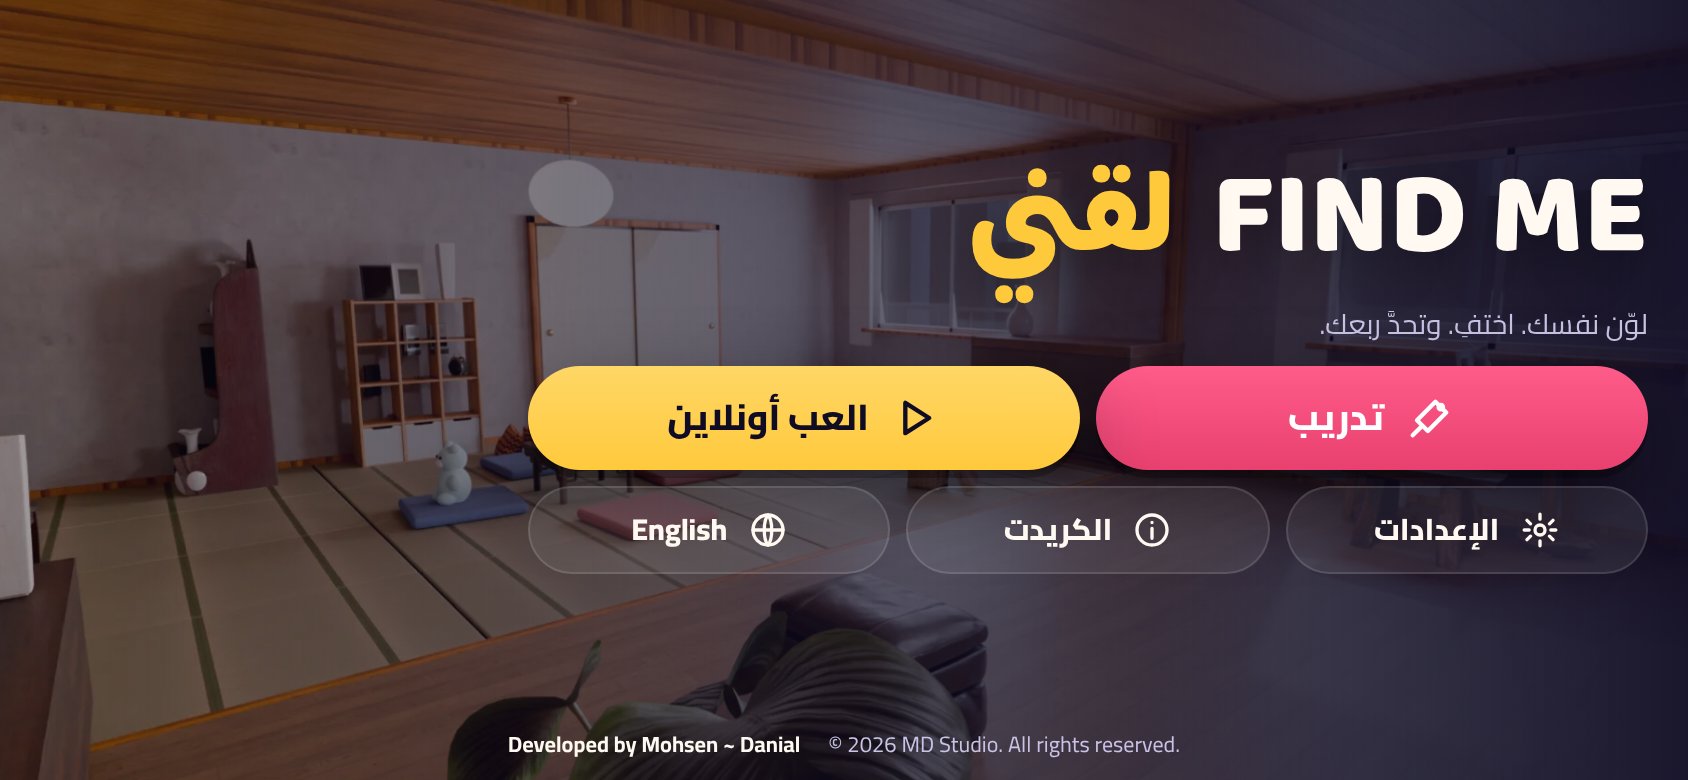 FIND ME لقني
لوّن نفسك. اختفِ. وتحدَّ ربعك.
تدريب
العب أونلاين
الإعدادات
الكريدت
English
Developed by Mohsen ~ Danial © 2026 MD Studio. All rights reserved.